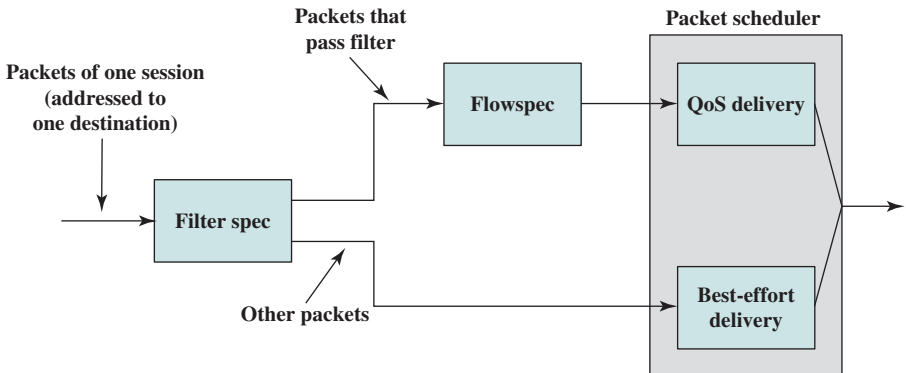 Packets that
pass filter
Packet scheduler
Packets of one session
(addressed to
one destination)
Flowspec
QoS delivery
Filter spec
Other packets
Best-effort
delivery